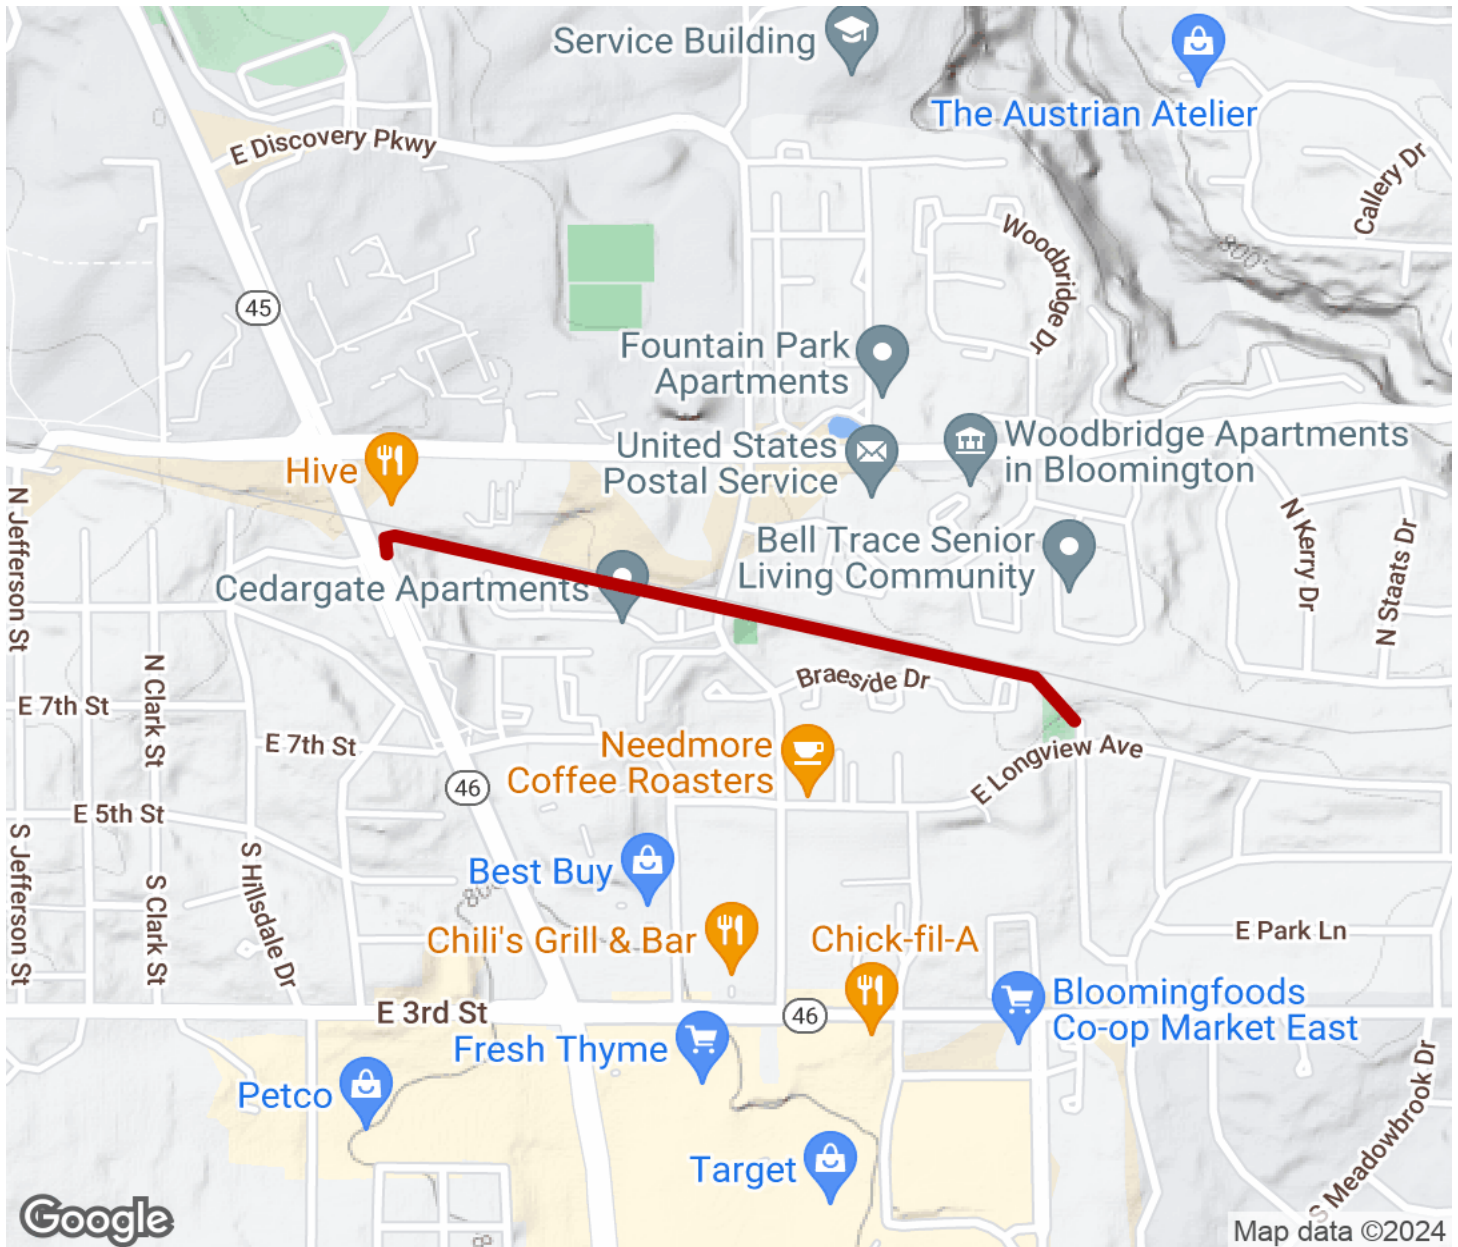 Service Building
The Austrian Atelier
E Discovery Pkwy
Callery Dr
Woodbridge Dr
800'
45
Fountain Park
Apartments
United States
Postal Service
Woodbridge Apartments
in Bloomington
Hive
N Jefferson St
N Kerry Dr
N Staats Dr
Bell Trace Senior
Living Community
Cedargate Apartments
N Clark St
Braeside Dr
E 7th St
E 7th St
Needmore
Coffee Roasters
E Longview Ave
46
E 5th St
S Jefferson St
S Hillsdale Dr
S Clark St
Best Buy
Chili's Grill & Bar
Chick-fil-A
E Park Ln
E 3rd St
46
Bloomingfoods
Co-op Market East
Fresh Thyme
Petco
S Meadowbrook Dr
Target
Google
Map data ©2024